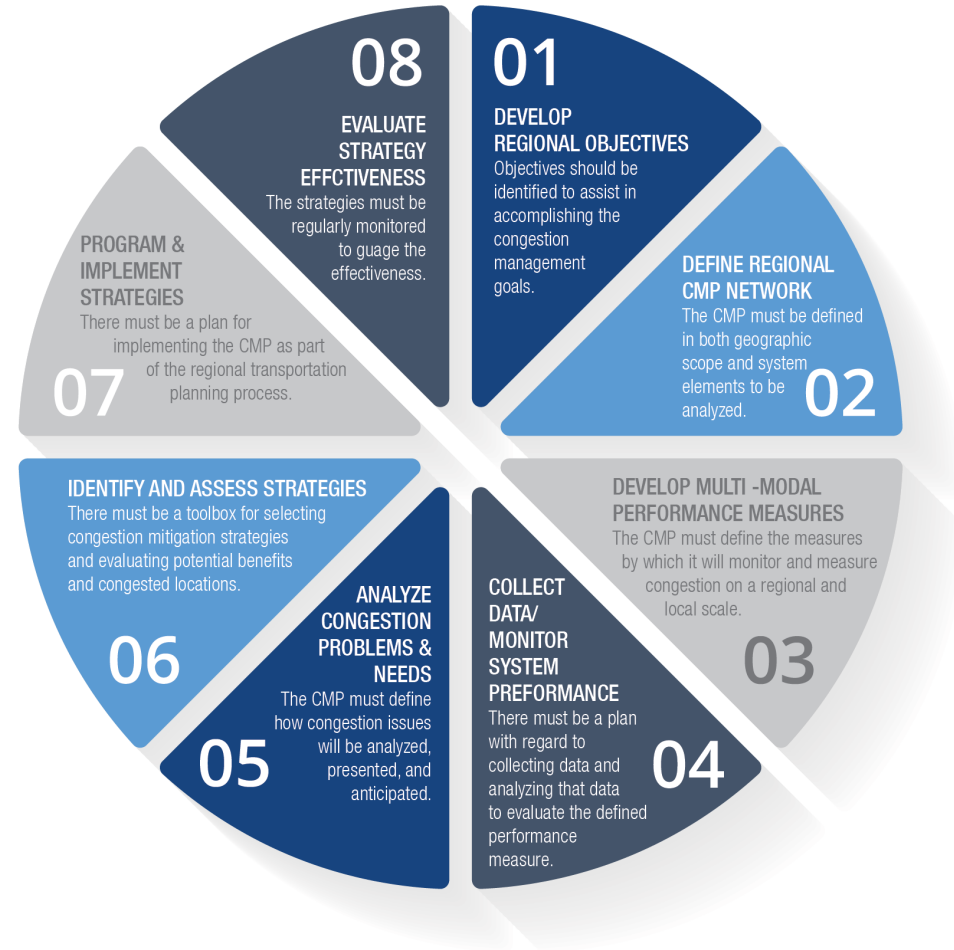 01
DEVELOP
REGIONAL OBJECTIVES
Objectives should be
identified to assist in
accomplishing the
congestion
management
goals.
DEFINE REGIONAL
CMP NETWORK
The CMP must be defined
in both geographic
scope and system
elements to be
analyzed.
02
DEVELOP MULTI -MODAL
PERFORMANCE MEASURES
The CMP must define the measures
by which it will monitor and measure
congestion on a regional and
local scale.
03
COLLECT
DATA/
MONITOR
SYSTEM
PREFORMANCE
There must be a plan
with regard to
collecting data and
analyzing that data
to evaluate the defined
performance
measure.
04
ANALYZE
CONGESTION
PROBLEMS &
NEEDS
The CMP must define
how congestion issues
will be analyzed,
presented, and
anticipated.
05
IDENTIFY AND ASSESS STRATEGIES
There must be a toolbox for selecting
congestion mitigation strategies
and evaluating potential benefits
and congested locations.
06
PROGRAM &
IMPLEMENT
STRATEGIES
There must be a plan for
implementing the CMP as part
of the regional transportation
planning process.
07
08
EVALUATE
STRATEGY
EFFCTIVENESS
The strategies must be
regularly monitored
to guage the
effectiveness.